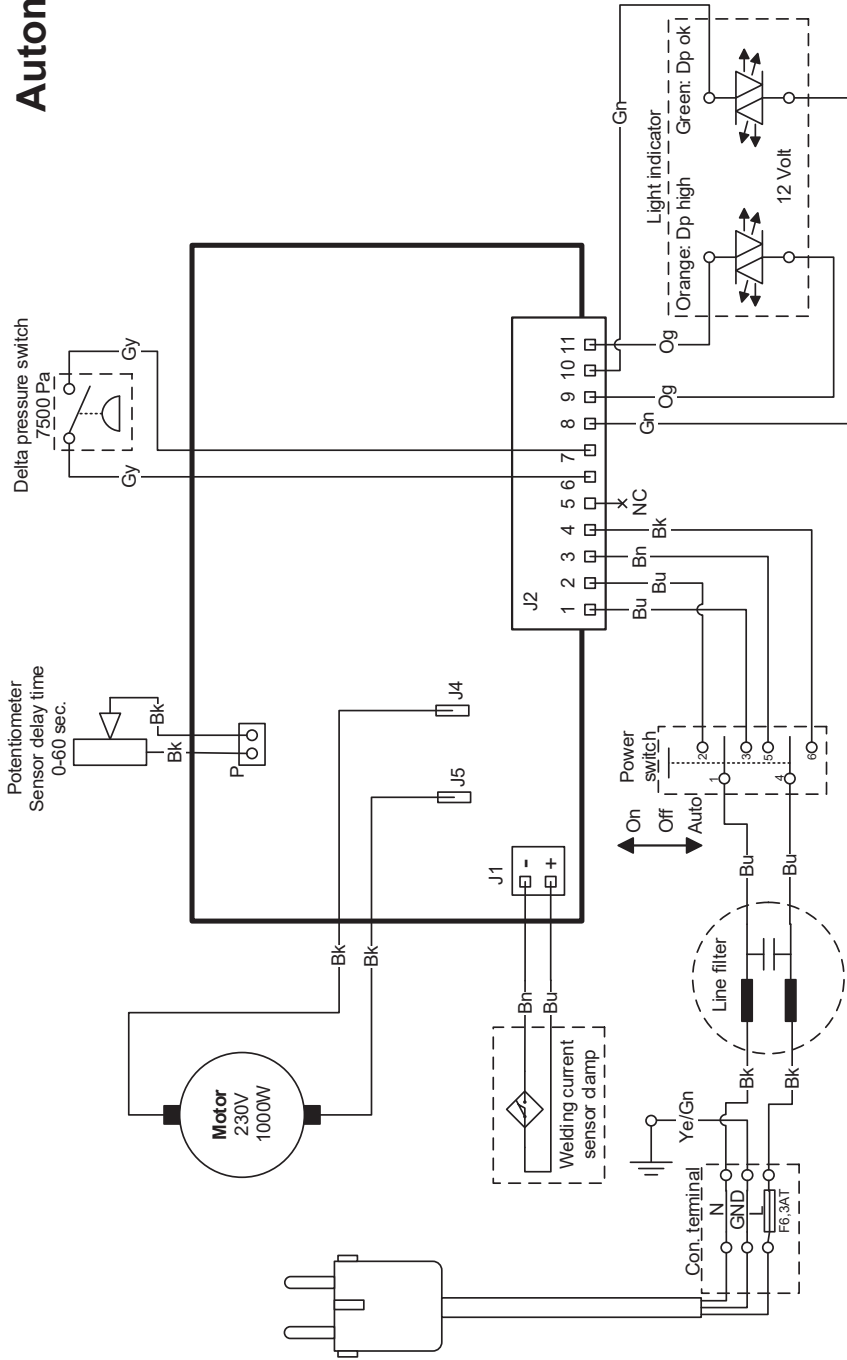 Autom
Delta pressure switch
7500 Pa
Gy
Gy
Potentiometer
Sensor delay time
0-60 sec.
Bk
Bk
P
J4
J5
J1
-
+
J2
1 2 3 4 5 6 7 8 9 10 11
NC
Bu
Bu
Bn
Bk
Gn
Og
Og
Gn
Light indicator
Orange: Dp high
Green: Dp ok
12 Volt
Motor
230V
1000W
Bk
Bk
Welding current
sensor clamp
Bn
Bu
Power
switch
On
Off
Auto
1
2
3
4
5
6
Bu
Bu
Line filter
Bk
Bk
Ye/Gn
Con. terminal
N
GND
L
F6,3AT